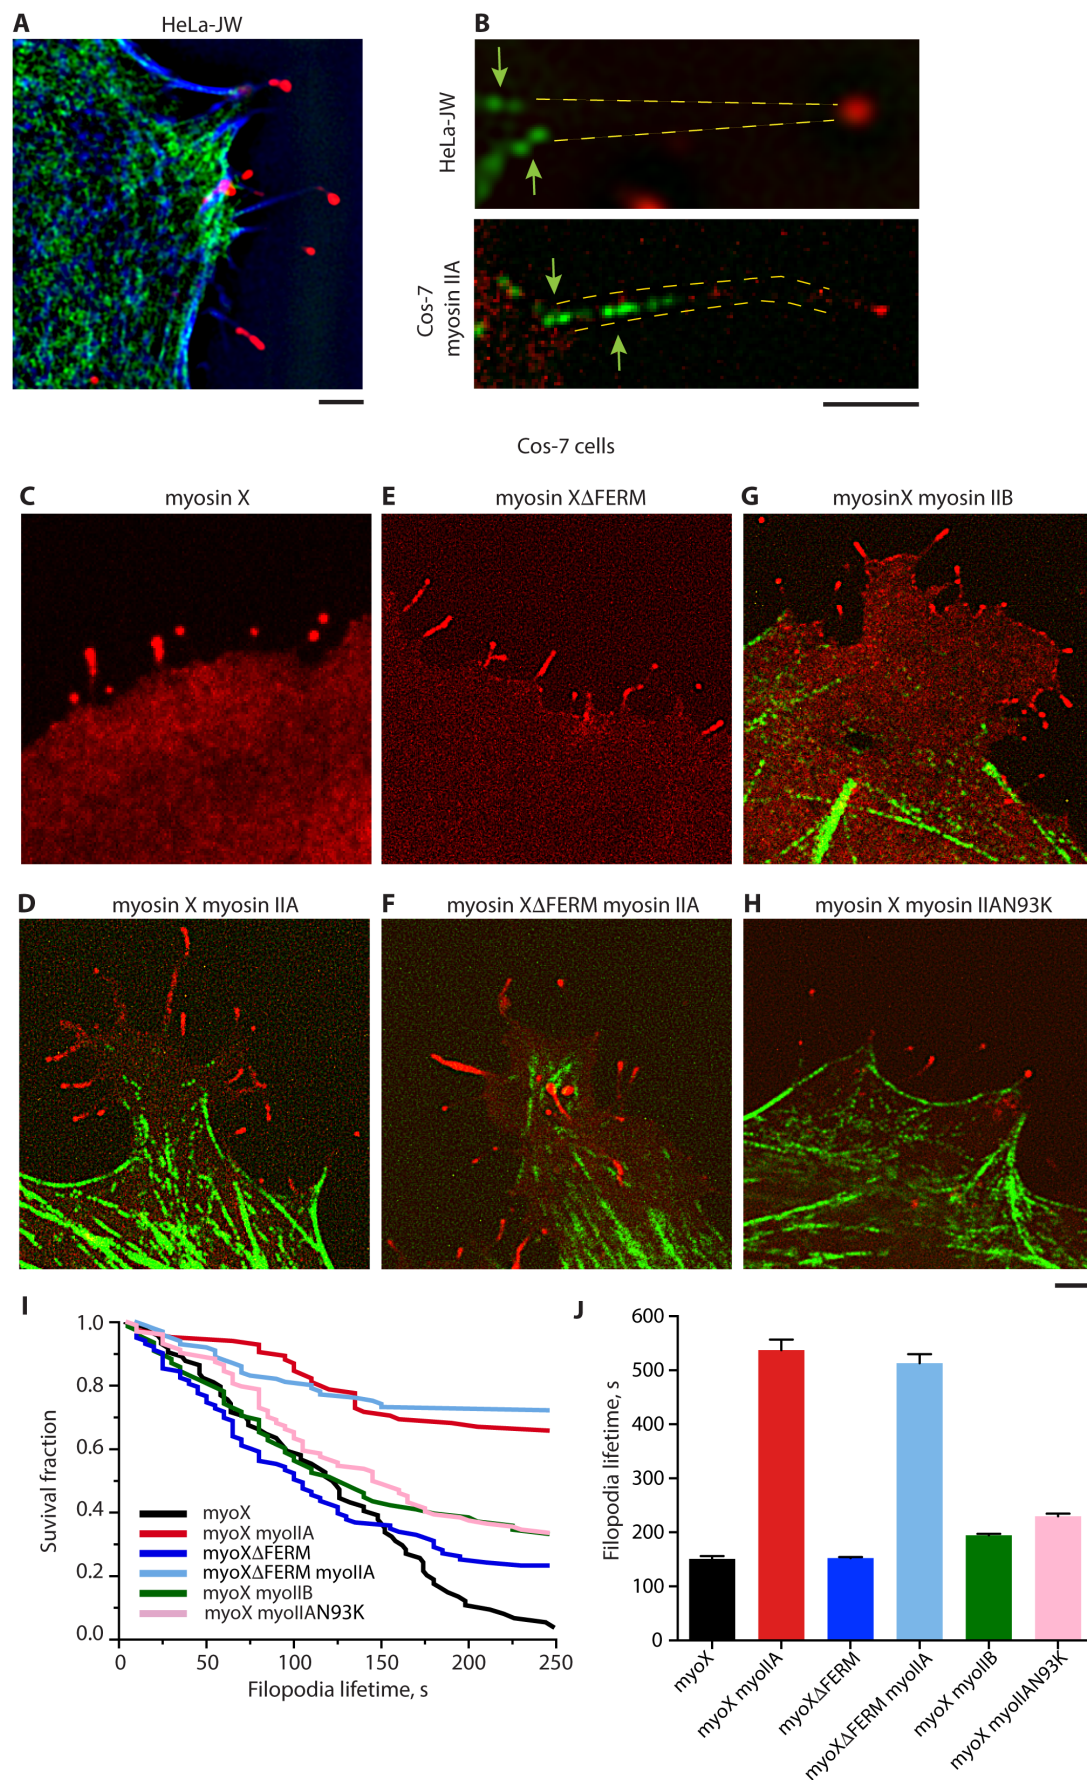 A
HeLa-JW
B
HeLa-JW
Cos-7
myosin IIA
Cos-7 cells
C
myosin X
E
myosin XΔFERM
G
myosinX myosin IIB
D
myosin X myosin IIA
F
myosin XΔFERM myosin IIA
H
myosin X myosin IIAN93K
I
1.0
0.8
0.6
0.4
0.2
0.0
Suvival fraction
myoX
myoX myoIIA
myoXΔFERM
myoXΔFERM myoIIA
myoX myoIIB
myoX myoIIAN93K
0
50
100
150
200
250
Filopodia lifetime, s
J
600
500
400
300
200
100
0
Filopodia lifetime, s
myoX
myoX myoIIA
myoXΔFERM
myoXΔFERM myoIIA
myoX myoIIB
myoX myoIIAN93K